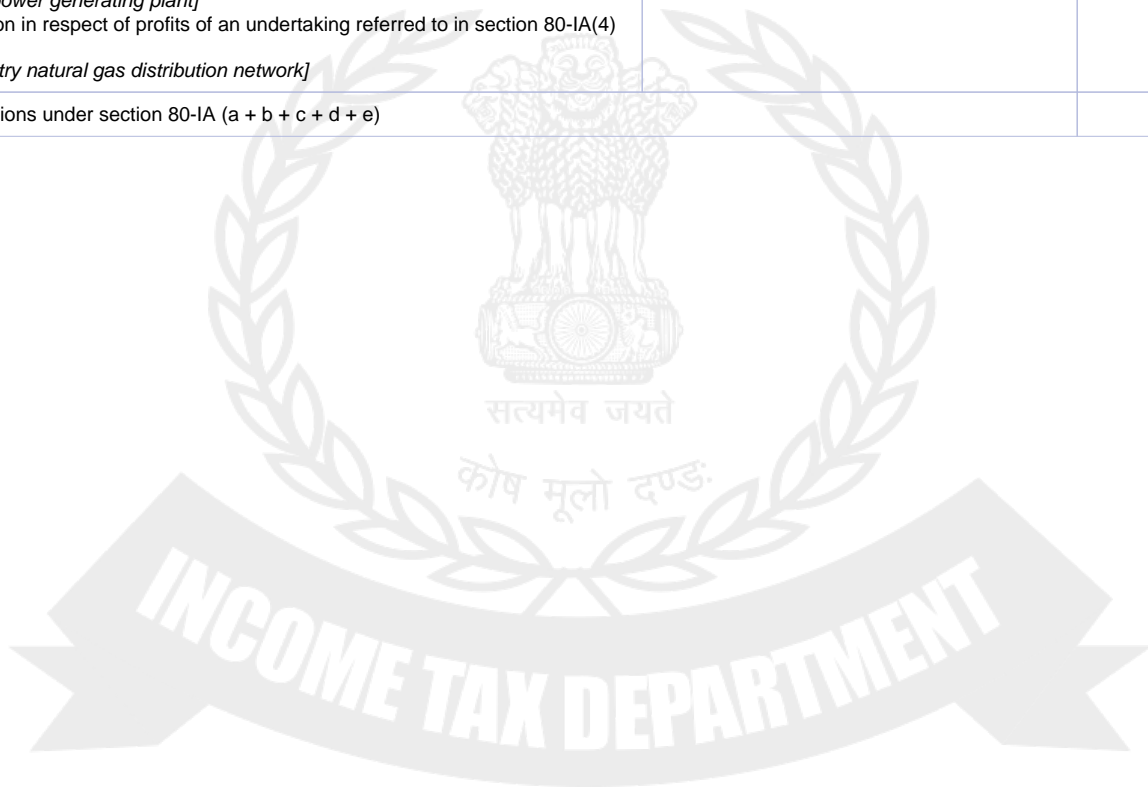 power generating plant]
on in respect of profits of an undertaking referred to in section 80-IA(4)
try natural gas distribution network]
ions under section 80-IA (a + b + c + d + e)
सत्यमेव जयते
कोष मूलो दण्डः
INCOME TAX DEPARTMENT